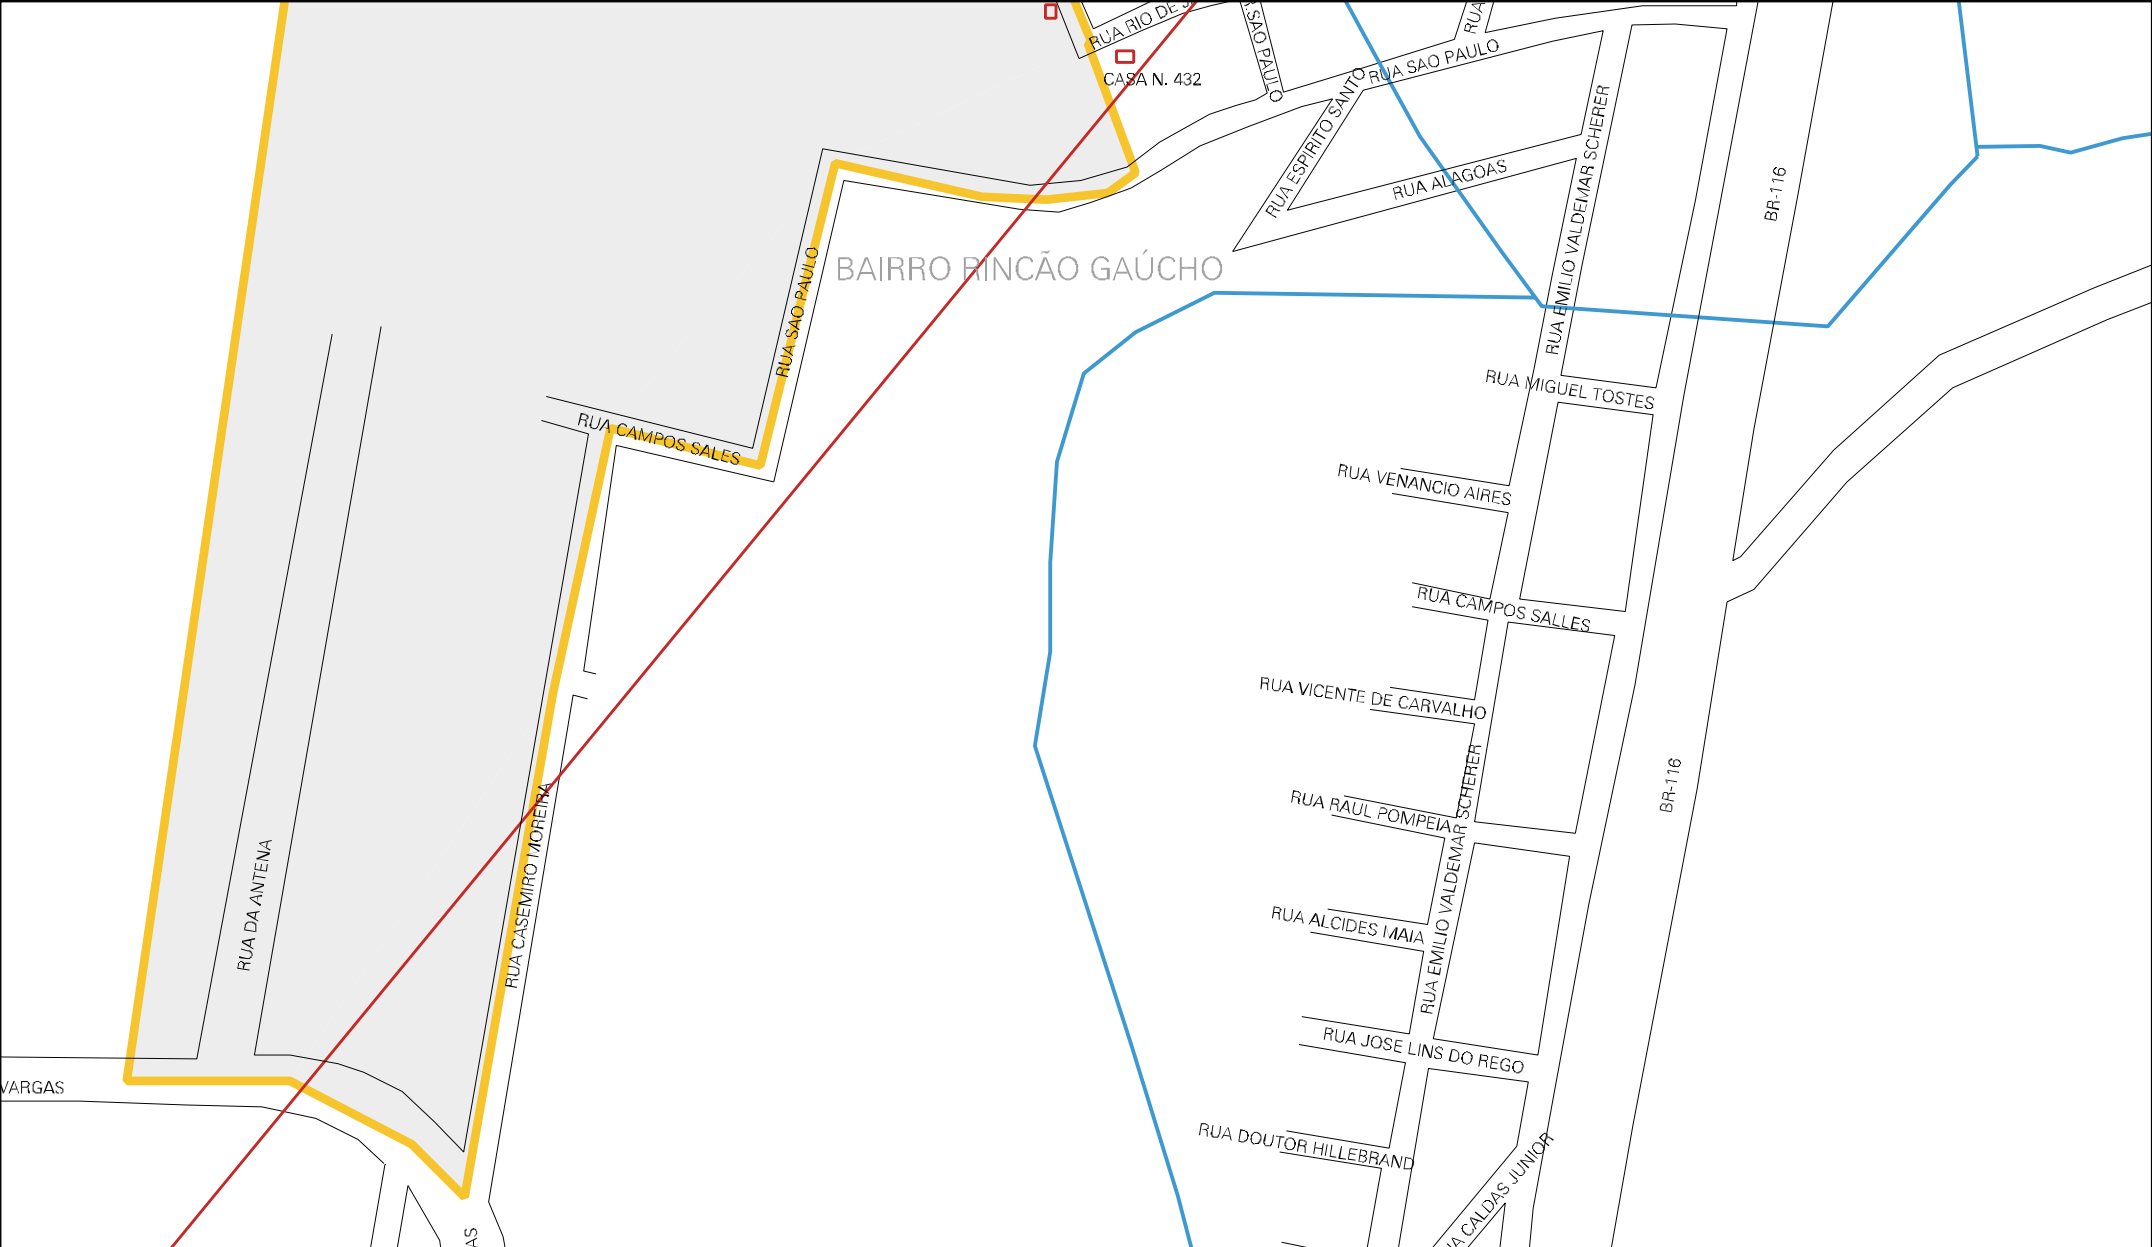 RUA RIO DE
R.SAO PAULO
RUA
CASA N. 432
RUA SAO PAULO
RUA ESPIRITO SANTO
RUA ALAGOAS
RUA EMILIO VALDEMAR SCHERER
BR-116
BAIRRO RINCÃO GAÚCHO
RUA SAO PAULO
RUA MIGUEL TOSTES
RUA CAMPOS SALES
RUA VENANCIO AIRES
RUA CAMPOS SALLES
RUA VICENTE DE CARVALHO
BR-116
RUA EMILIO VALDEMAR SCHERER
RUA RAUL POMPEIA
RUA CASEMIRO MOREIRA
RUA DA ANTENA
RUA ALCIDES MAIA
RUA JOSE LINS DO REGO
VARGAS
RUA DOUTOR HILLEBRAND
UA CALDAS JUNIOR
AS